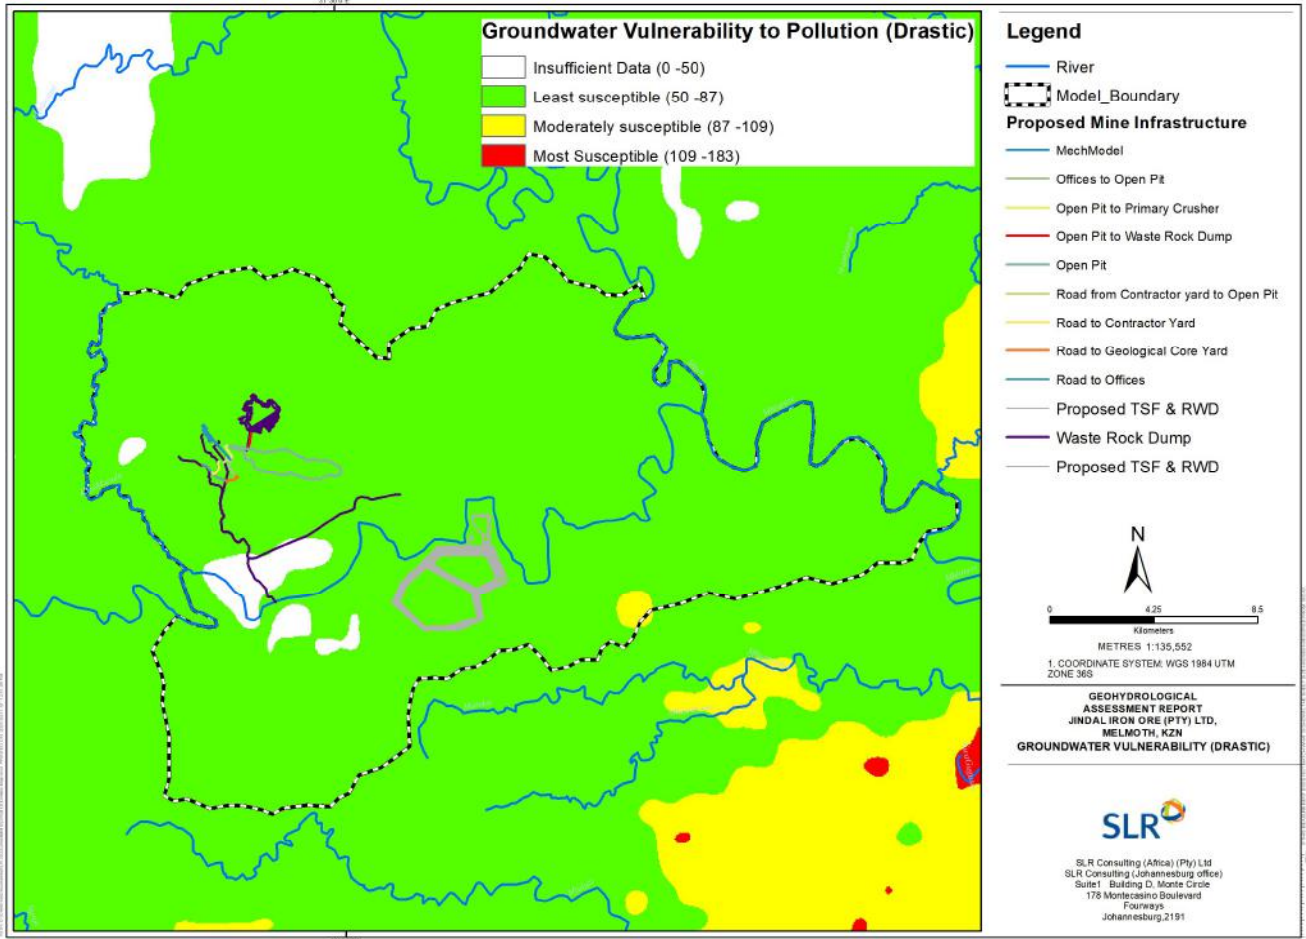 Groundwater Vulnerability to Pollution (Drastic)
Insufficient Data (0 -50)
Least susceptible (50 -87)
Moderately susceptible (87 -109)
Most Susceptible (109 -183)
Legend
River
Model_Boundary
Proposed Mine Infrastructure
MechModel
Offices to Open Pit
Open Pit to Primary Crusher
Open Pit to Waste Rock Dump
Open Pit
Road from Contractor yard to Open Pit
Road to Contractor Yard
Road to Geological Core Yard
Road to Offices
Proposed TSF & RWD
Waste Rock Dump
Proposed TSF & RWD
N
0 4.25 8.5
Kilometers
METRES 1:135,552
1. COORDINATE SYSTEM: WGS 1984 UTM
ZONE 36S
GEOHYDROLOGICAL
ASSESSMENT REPORT
JINDAL IRON ORE (PTY) LTD,
MELMOTH, KZN
GROUNDWATER VULNERABILITY (DRASTIC)
SLR
SLR Consulting (Africa) (Pty) Ltd
SLR Consulting (Johannesburg office)
Suite1 Building D, Monte Circle
178 Montecasino Boulevard
Fourways
Johannesburg,2191